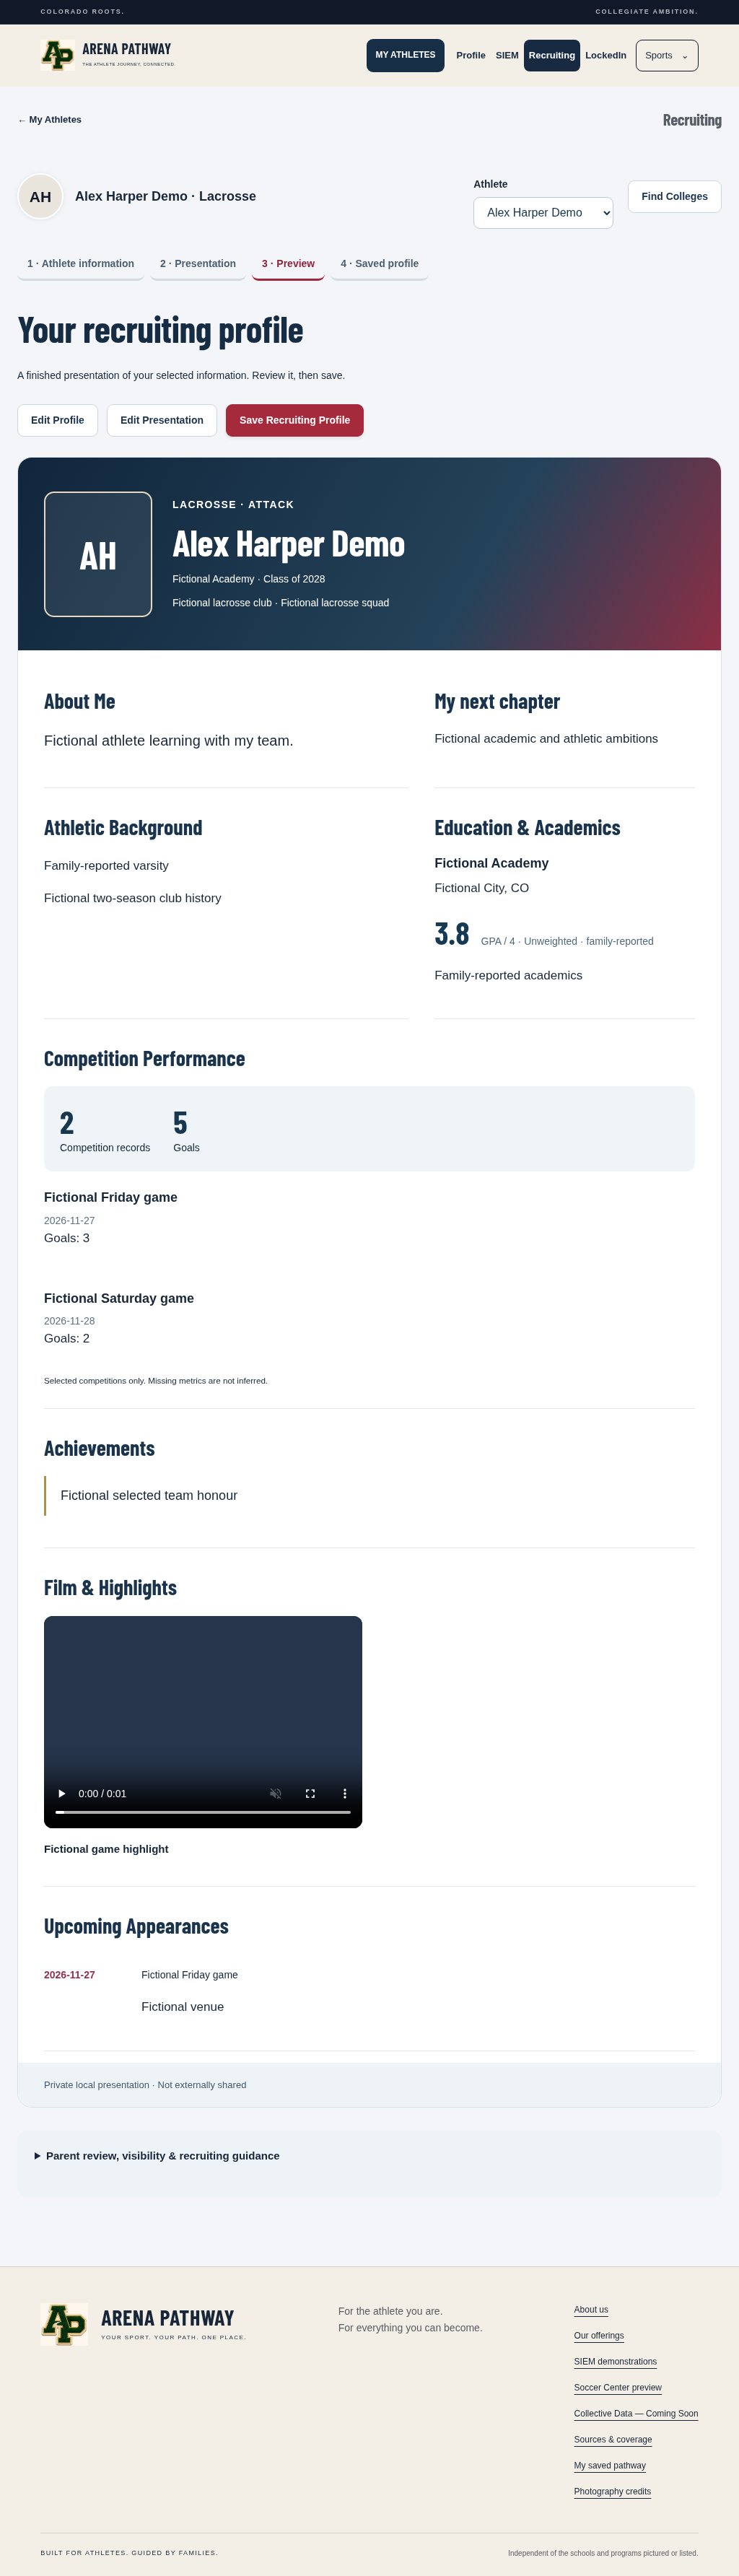 COLORADO ROOTS.
COLLEGIATE AMBITION.
AP
ARENA PATHWAY
THE ATHLETE JOURNEY, CONNECTED.
MY ATHLETES
Profile
SIEM
Recruiting
LockedIn
Sports
← My Athletes
Recruiting
AH
Alex Harper Demo · Lacrosse
Athlete
Alex Harper Demo
Find Colleges
1 · Athlete information
2 · Presentation
3 · Preview
4 · Saved profile
Your recruiting profile
A finished presentation of your selected information. Review it, then save.
Edit Profile
Edit Presentation
Save Recruiting Profile
AH
LACROSSE · ATTACK
Alex Harper Demo
Fictional Academy · Class of 2028
Fictional lacrosse club · Fictional lacrosse squad
About Me
Fictional athlete learning with my team.
My next chapter
Fictional academic and athletic ambitions
Athletic Background
Family-reported varsity
Fictional two-season club history
Education & Academics
Fictional Academy
Fictional City, CO
3.8 GPA / 4 · Unweighted · family-reported
Family-reported academics
Competition Performance
2
Competition records
5
Goals
Fictional Friday game
2026-11-27
Goals: 3
Fictional Saturday game
2026-11-28
Goals: 2
Selected competitions only. Missing metrics are not inferred.
Achievements
Fictional selected team honour
Film & Highlights
0:00 / 0:01
Fictional game highlight
Upcoming Appearances
2026-11-27
Fictional Friday game
Fictional venue
Private local presentation · Not externally shared
Parent review, visibility & recruiting guidance
AP
ARENA PATHWAY
YOUR SPORT. YOUR PATH. ONE PLACE.
For the athlete you are.
For everything you can become.
About us
Our offerings
SIEM demonstrations
Soccer Center preview
Collective Data — Coming Soon
Sources & coverage
My saved pathway
Photography credits
BUILT FOR ATHLETES. GUIDED BY FAMILIES.
Independent of the schools and programs pictured or listed.